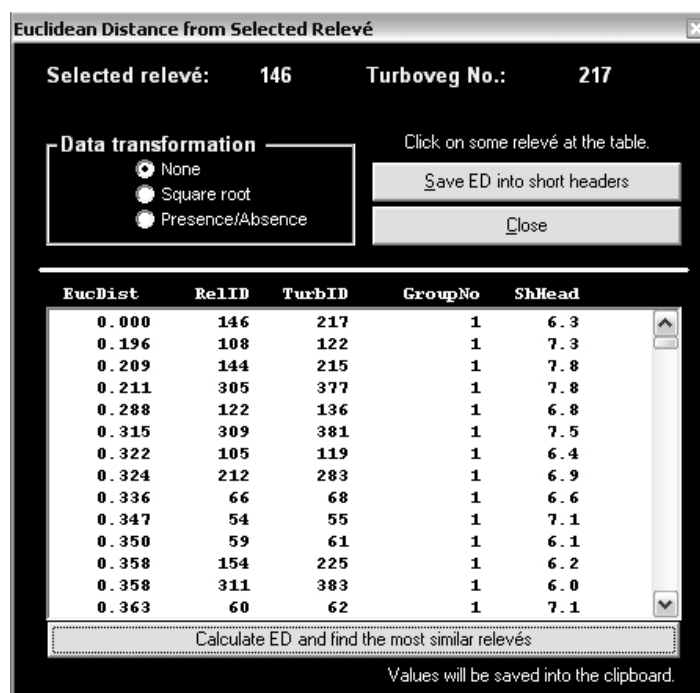 Euclidean Distance from Selected Relevé
Selected relevé: 146 Turboveg No.: 217
Data transformation
None
Square root
Presence/Absence
Click on some relevé at the table.
Save ED into short headers
Close
EucDist RelID TurbID GroupNo ShHead
0.000 146 217 1 6.3
0.196 108 122 1 7.3
0.209 144 215 1 7.8
0.211 305 377 1 7.8
0.288 122 136 1 6.8
0.315 309 381 1 7.5
0.322 105 119 1 6.4
0.324 212 283 1 6.9
0.336 66 68 1 6.6
0.347 54 55 1 7.1
0.350 59 61 1 6.1
0.358 154 225 1 6.2
0.358 311 383 1 6.0
0.363 60 62 1 7.1
Calculate ED and find the most similar relevés
Values will be saved into the clipboard.